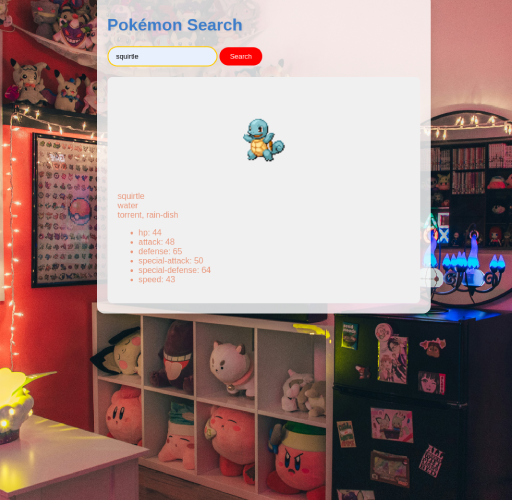 Pokémon Search
squirtle
Search
squirtle
water
torrent, rain-dish
hp: 44
attack: 48
defense: 65
special-attack: 50
special-defense: 64
speed: 43